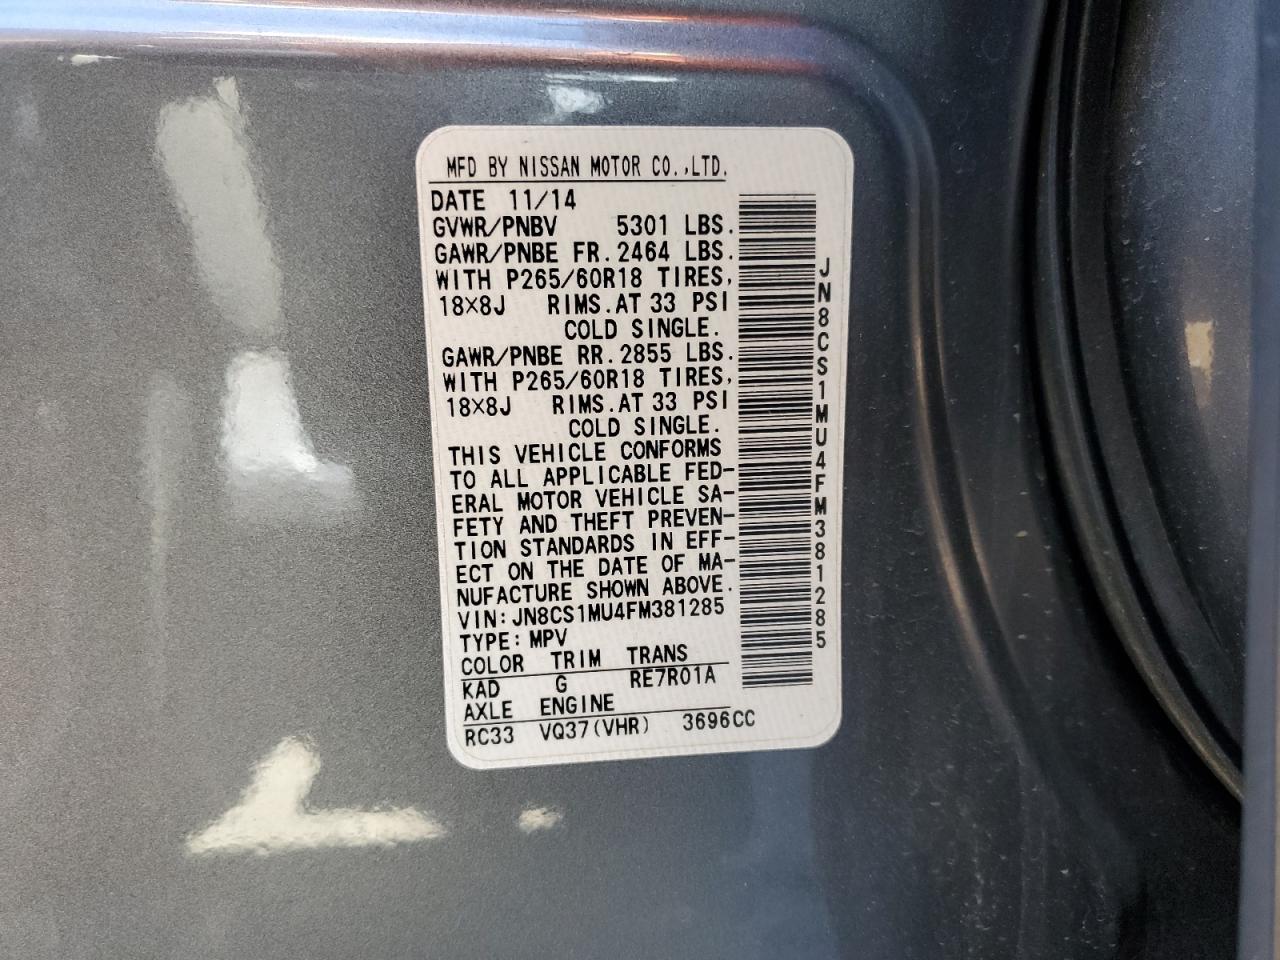 MFD BY NISSAN MOTOR CO.,LTD.
DATE 11/14
GVWR/PNBV 5301 LBS.
GAWR/PNBE FR. 2464 LBS.
WITH P265/60R18 TIRES,
18×8J RIMS. AT 33 PSI
COLD SINGLE.
GAWR/PNBE RR. 2855 LBS.
WITH P265/60R18 TIRES,
18×8J RIMS. AT 33 PSI
COLD SINGLE.
THIS VEHICLE CONFORMS
TO ALL APPLICABLE FED-
ERAL MOTOR VEHICLE SA-
FETY AND THEFT PREVEN-
TION STANDARDS IN EFF-
ECT ON THE DATE OF MA-
NUFACTURE SHOWN ABOVE.
VIN: JN8CS1MU4FM381285
TYPE: MPV
COLOR TRIM TRANS
KAD G RE7R01A
AXLE ENGINE
RC33 VQ37(VHR) 3696CC
JN8CS1MU4FM381285